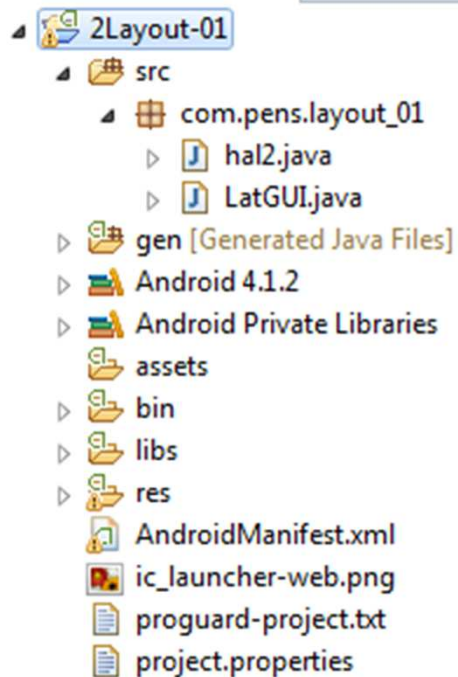 2Layout-01
src
com.pens.layout_01
hal2.java
LatGUI.java
gen [Generated Java Files]
Android 4.1.2
Android Private Libraries
assets
bin
libs
res
AndroidManifest.xml
ic_launcher-web.png
proguard-project.txt
project.properties